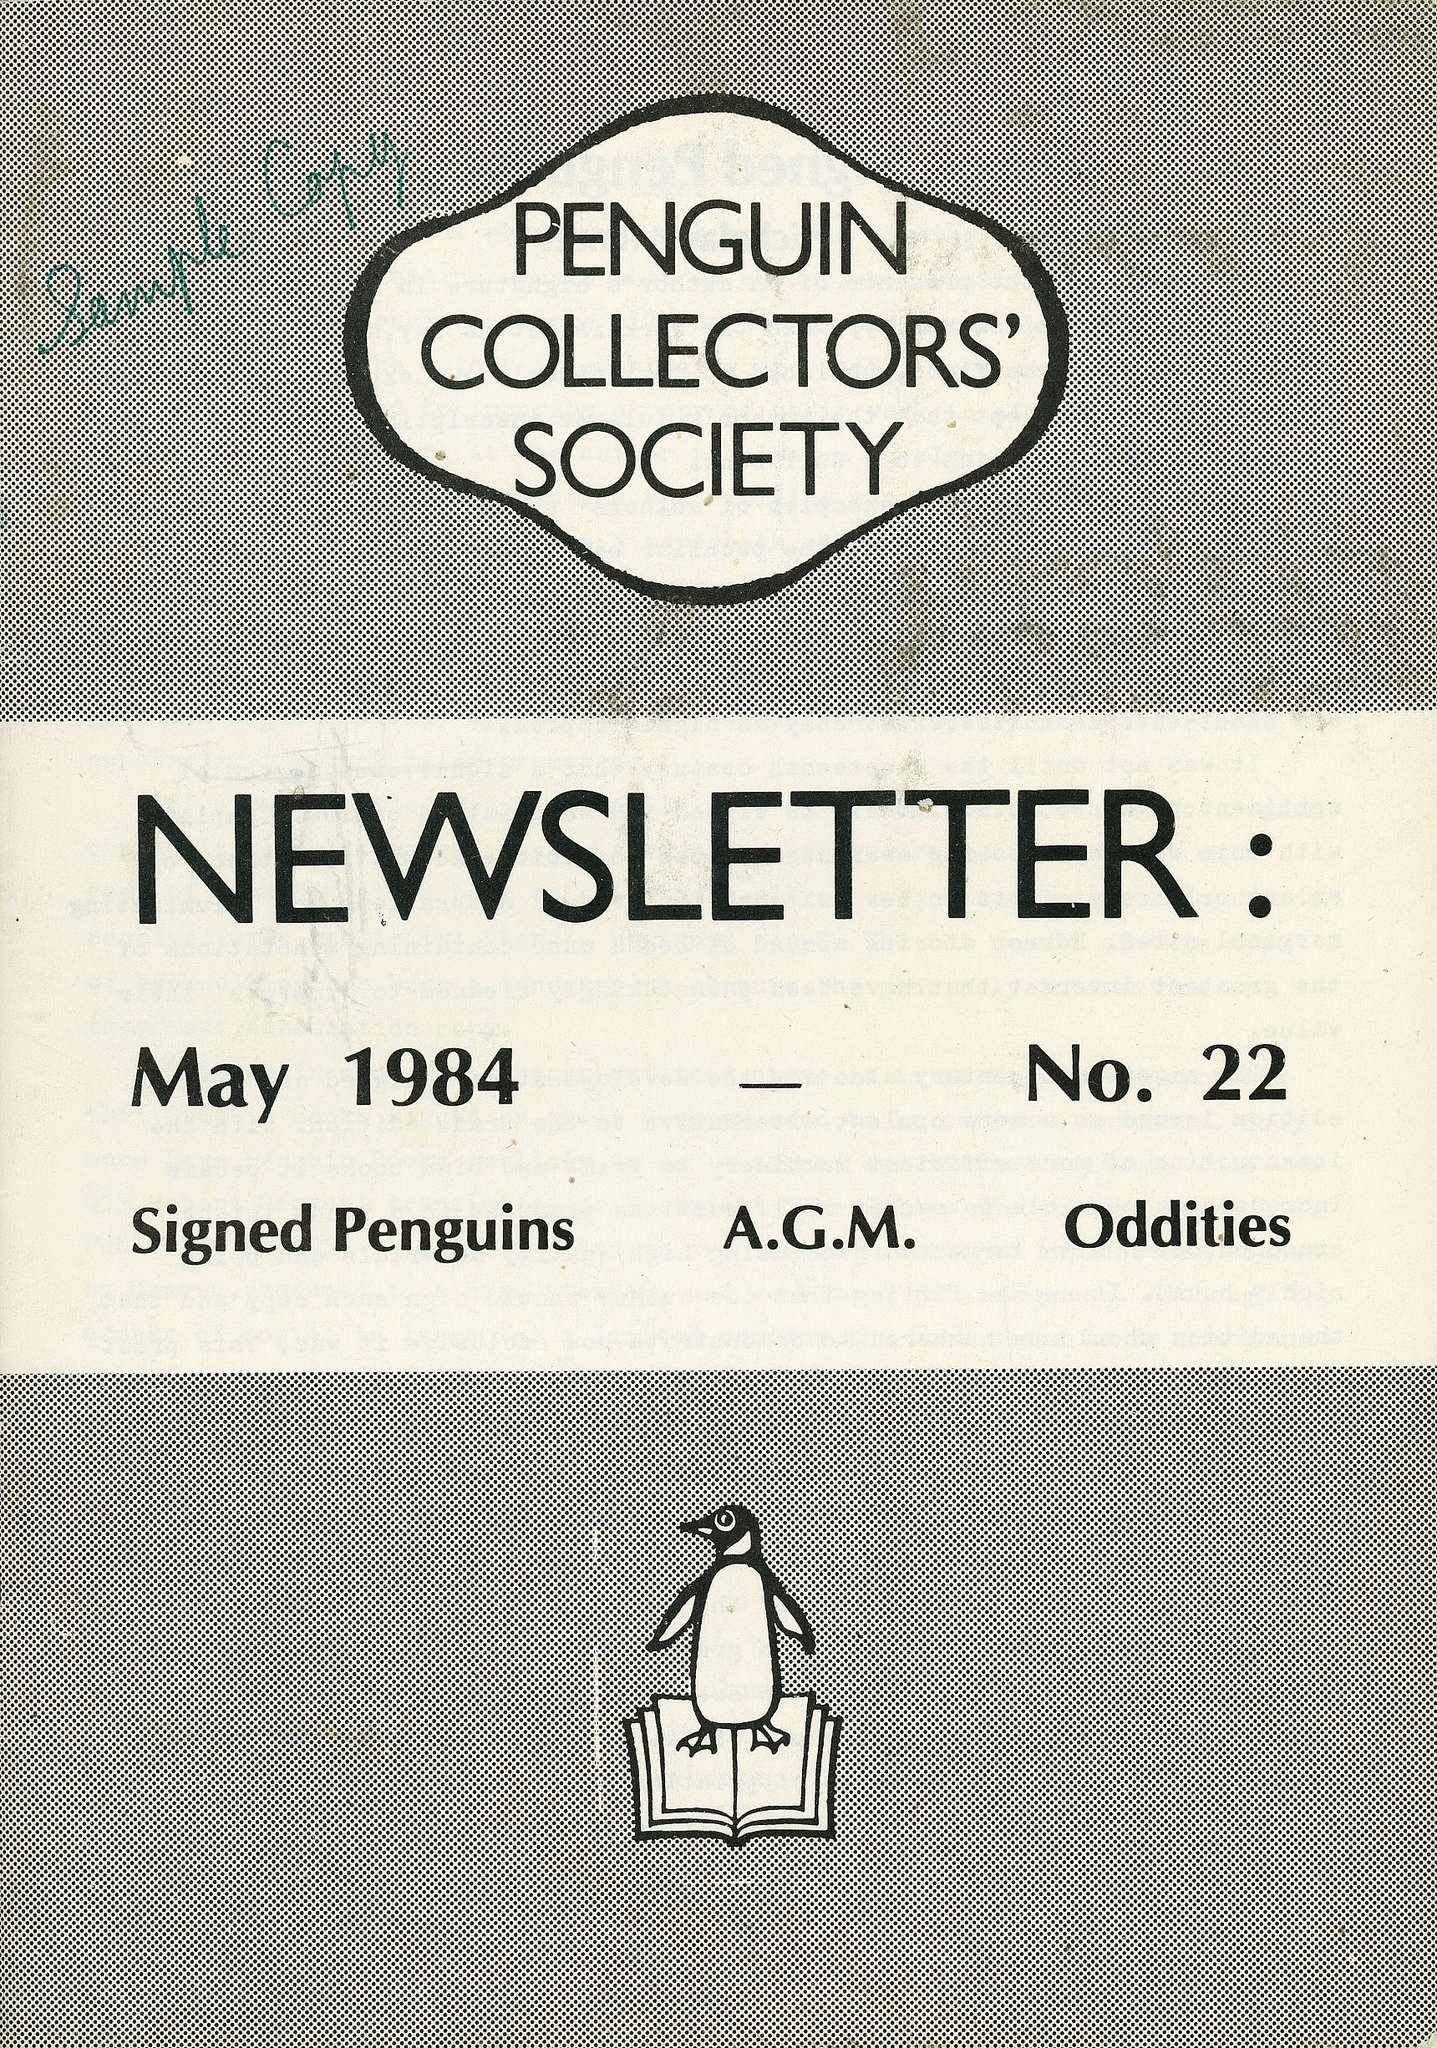 Sample Copy
PENGUIN
COLLECTORS'
SOCIETY
NEWSLETTER :
May 1984 — No. 22
Signed Penguins A.G.M. Oddities